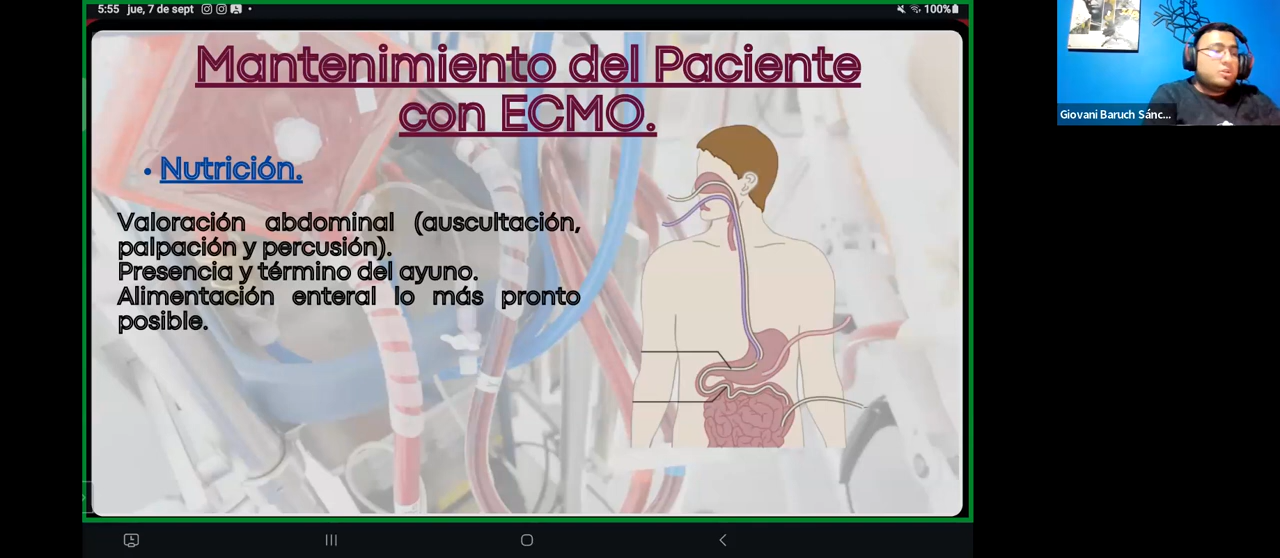 5:55 jue, 7 de sept
100%
Mantenimiento del Paciente
con ECMO.
• Nutrición.
Valoración abdominal (auscultación,
palpación y percusión).
Presencia y término del ayuno.
Alimentación enteral lo más pronto
posible.
Giovani Baruch Sánc...